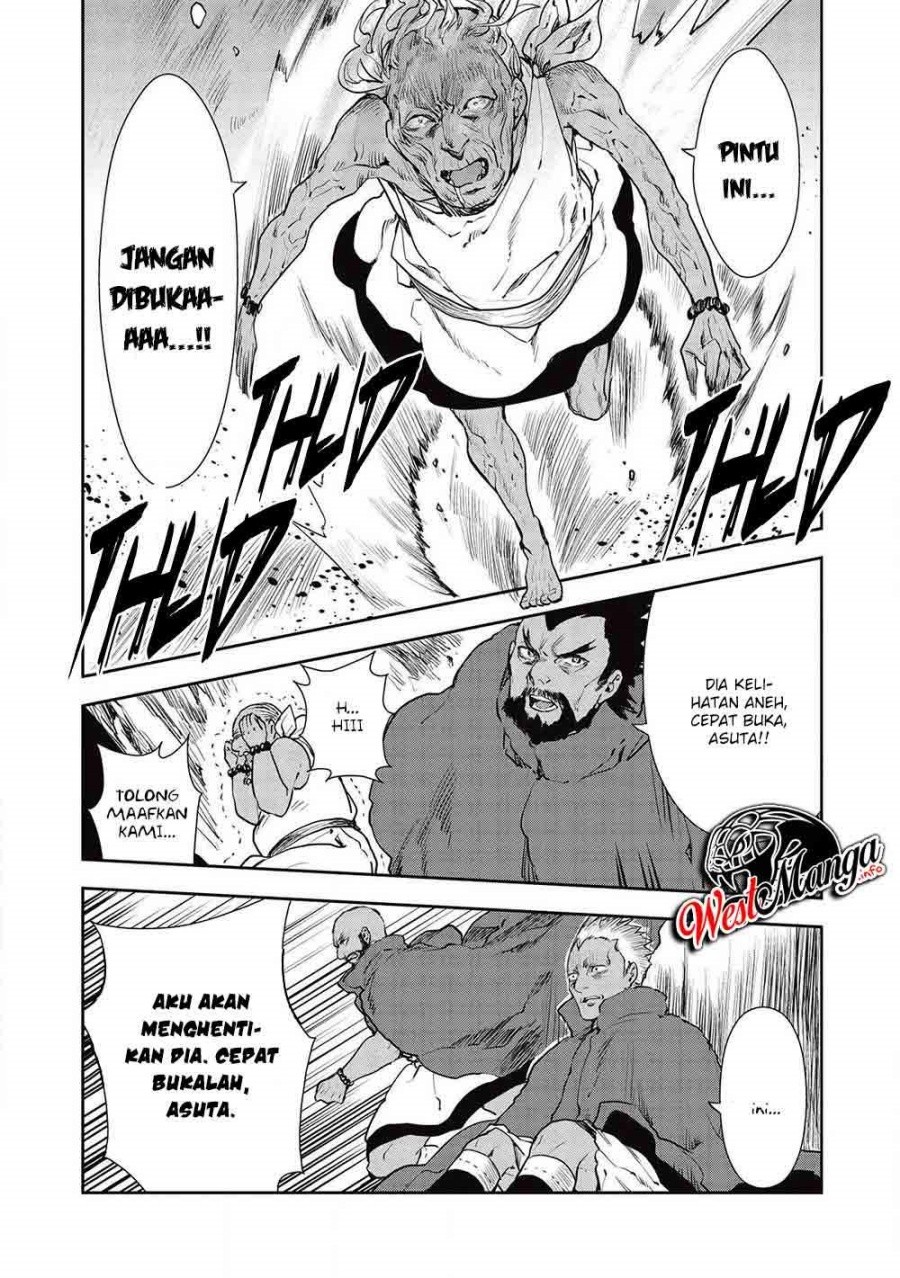 PINTU
INI...
JANGAN
DIBUKAA-
AAA...!!
THUD
THUD
THUD
DIA KELI-
HATAN ANEH,
CEPAT BUKA,
ASUTA!!
H...
HIII
TOLONG
MAAFKAN
KAMI...
WestManga
.info
ini...
AKU AKAN
MENGHENTI-
KAN DIA. CEPAT
BUKALAH,
ASUTA.